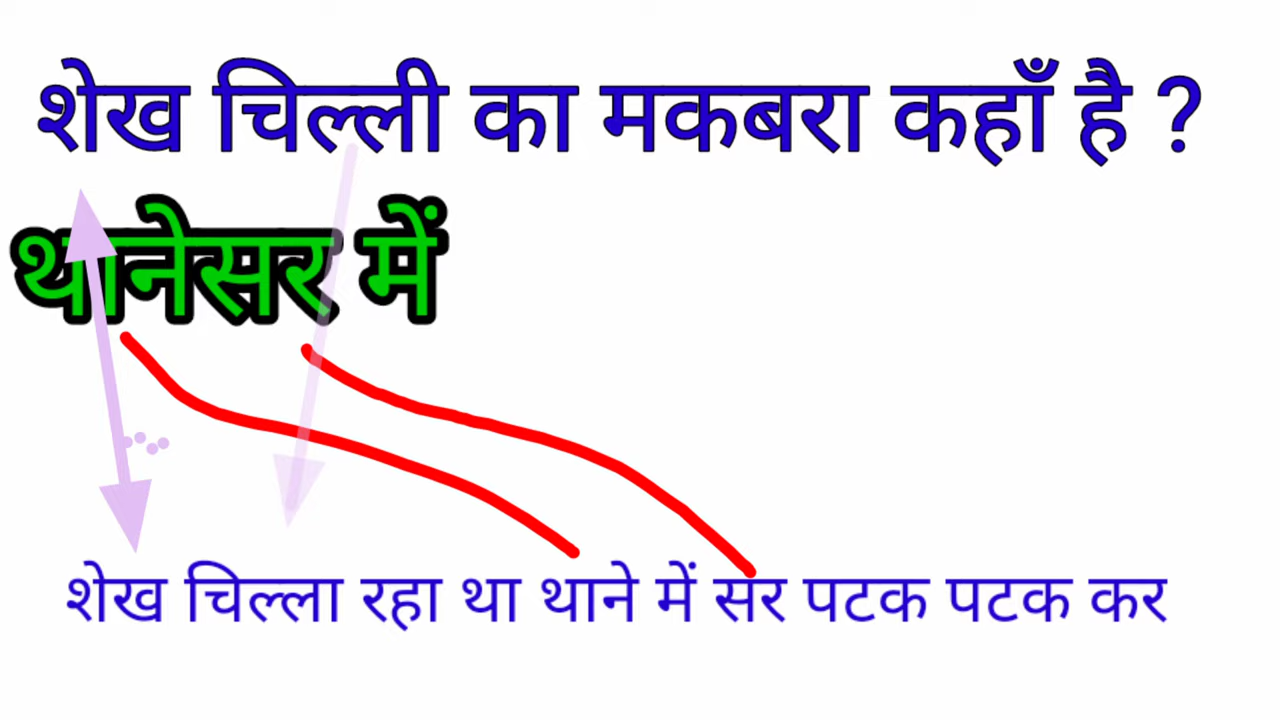 शेख चिल्ली का मकबरा कहाँ है ?
थानेसर में
शेख चिल्ला रहा था थाने में सर पटक पटक कर